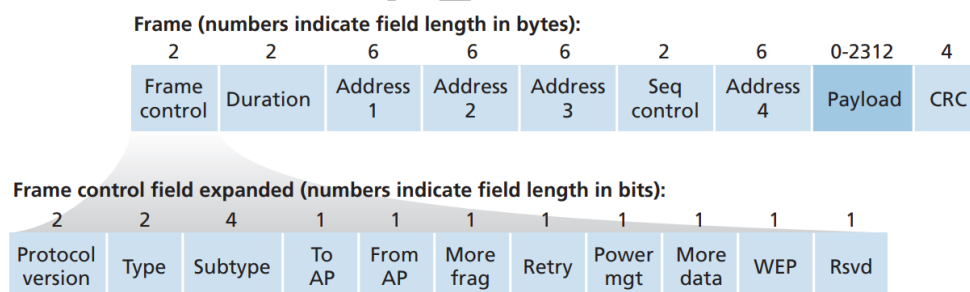 Frame (numbers indicate field length in bytes):
2 2 6 6 6 2 6 0-2312 4
Frame control Duration Address 1 Address 2 Address 3 Seq control Address 4 Payload CRC
Frame control field expanded (numbers indicate field length in bits):
2 2 4 1 1 1 1 1 1 1 1
Protocol version Type Subtype To AP From AP More frag Retry Power mgt More data WEP Rsvd